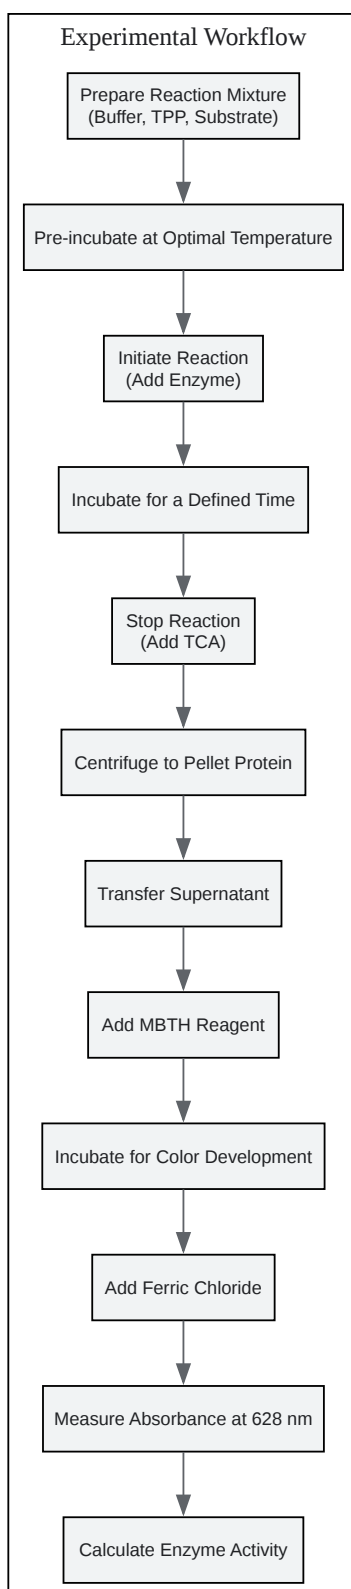 Experimental Workflow
Prepare Reaction Mixture
(Buffer, TPP, Substrate)
Pre-incubate at Optimal Temperature
Initiate Reaction
(Add Enzyme)
Incubate for a Defined Time
Stop Reaction
(Add TCA)
Centrifuge to Pellet Protein
Transfer Supernatant
Add MBTH Reagent
Incubate for Color Development
Add Ferric Chloride
Measure Absorbance at 628 nm
Calculate Enzyme Activity